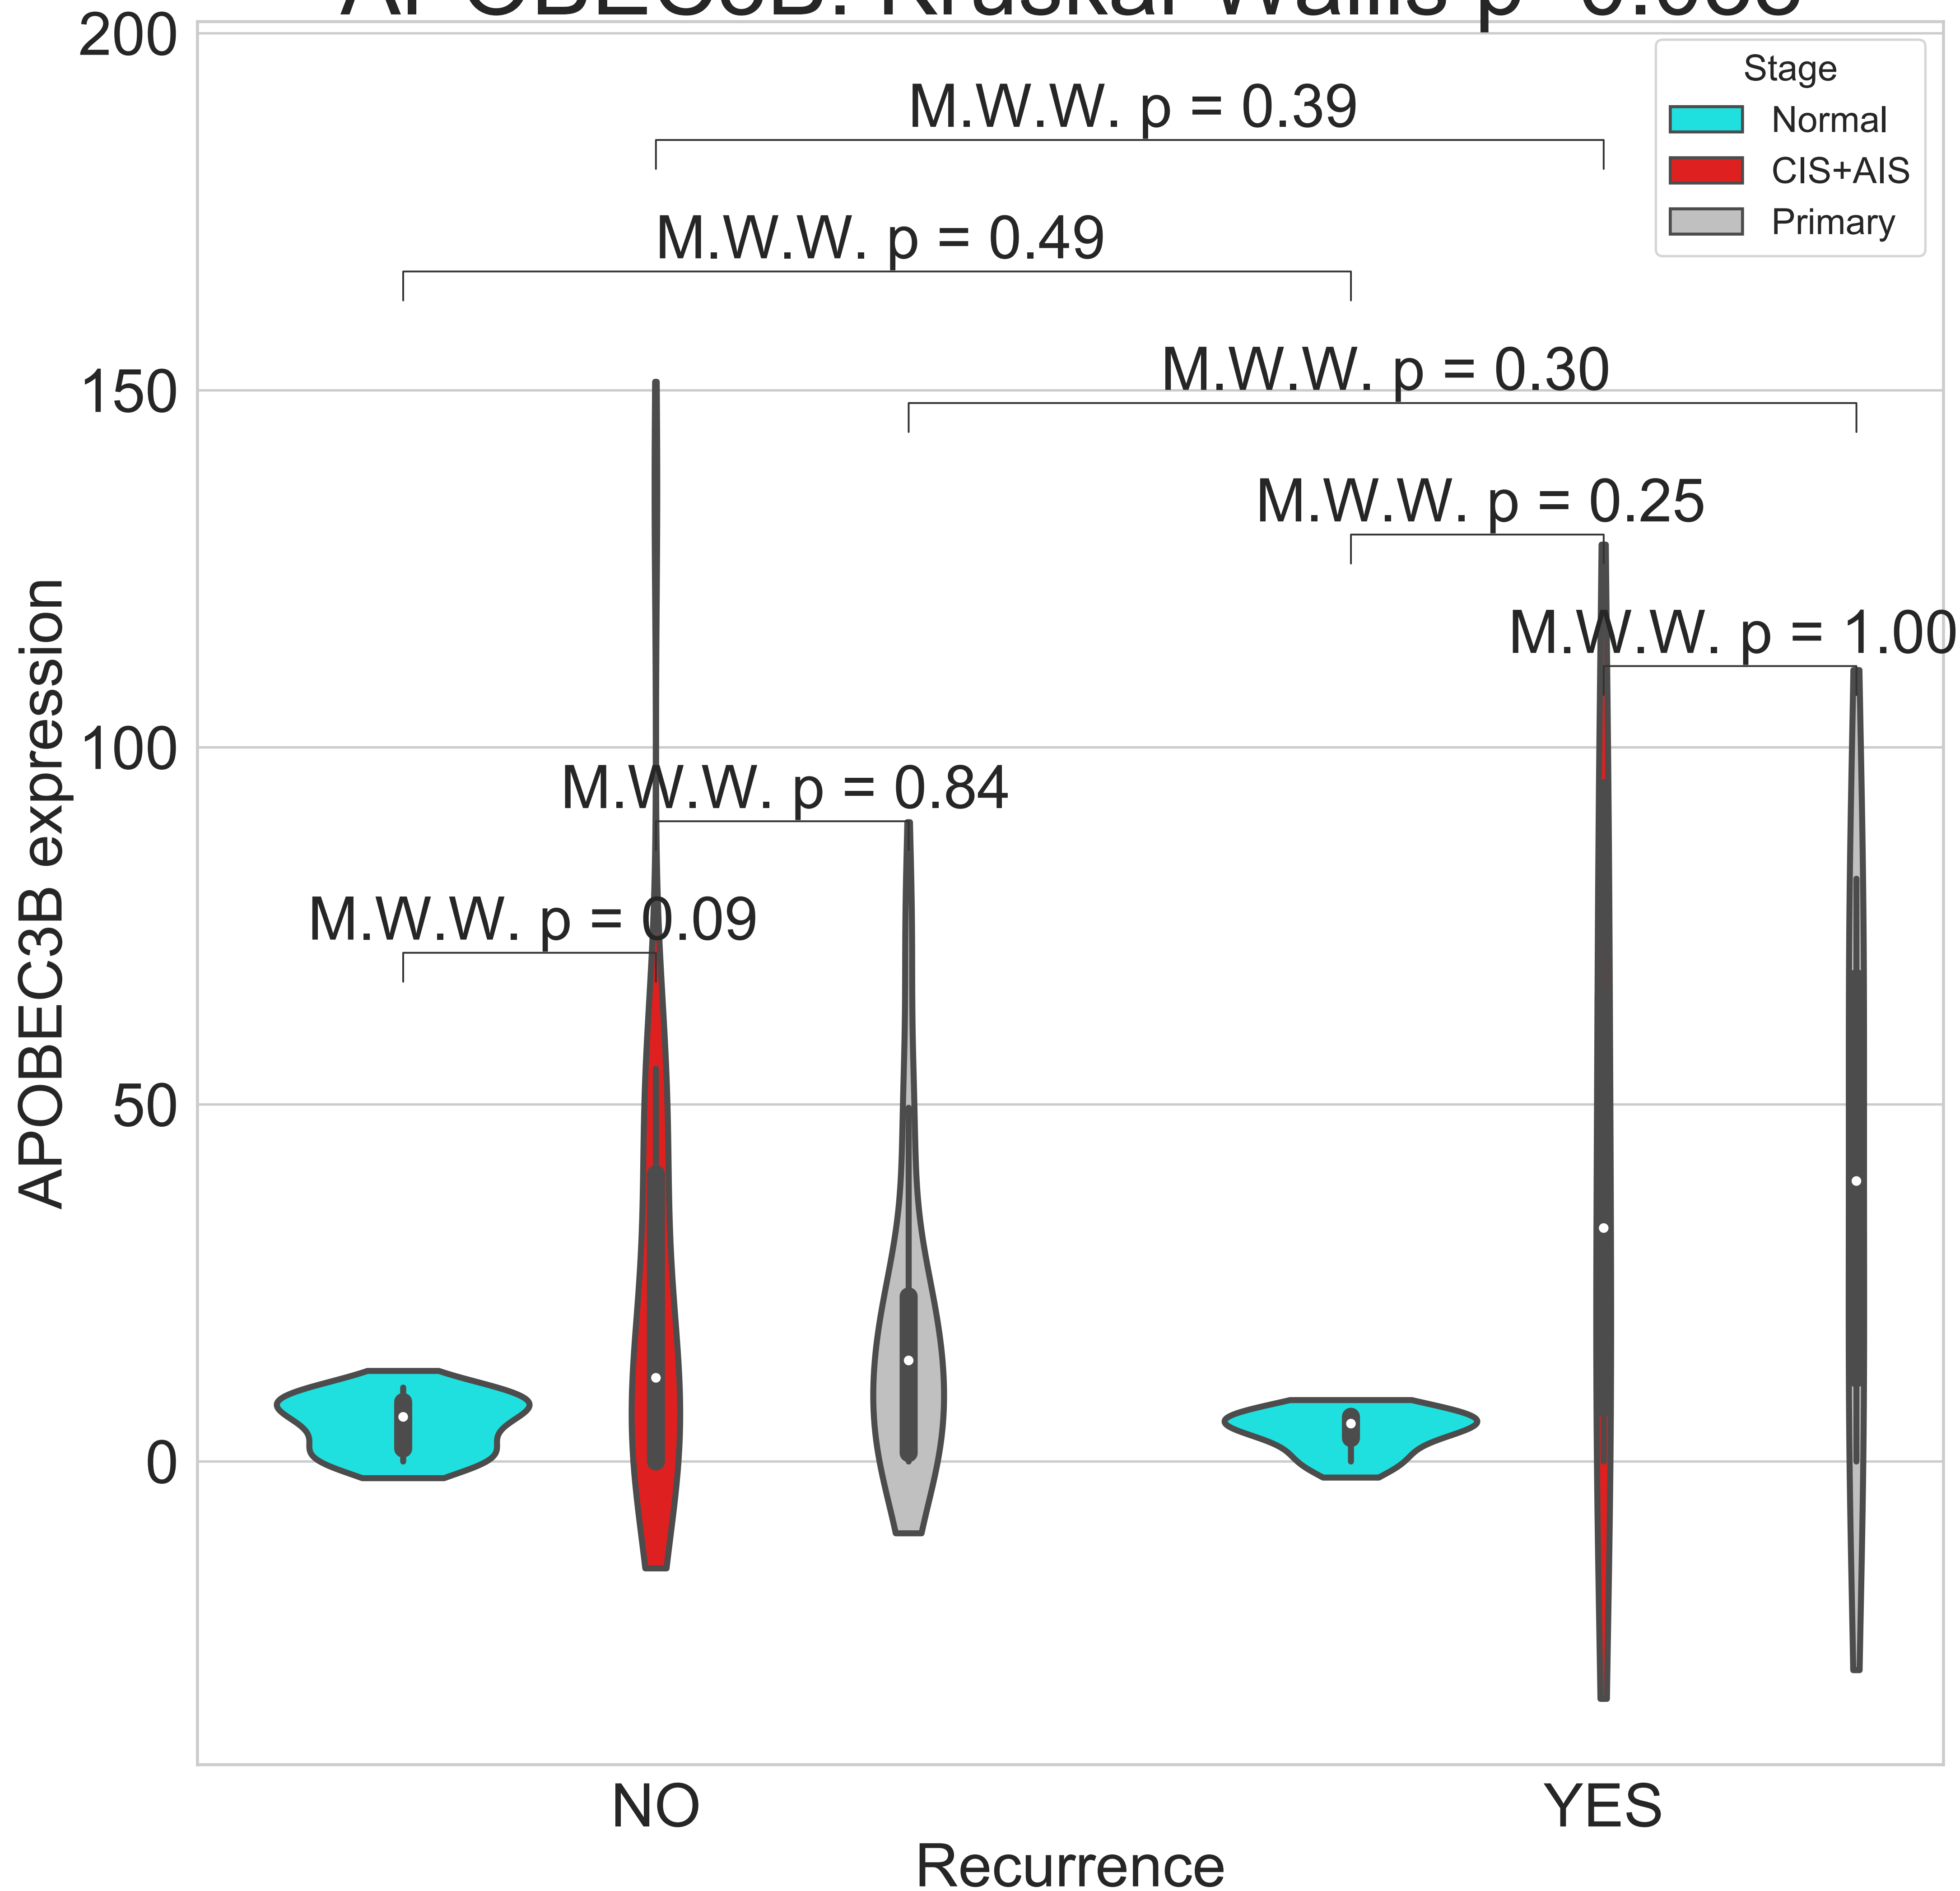 200
Stage
Normal
CIS+AIS
Primary
M.W.W. p = 0.39
M.W.W. p = 0.49
M.W.W. p = 0.30
150
M.W.W. p = 0.25
M.W.W. p = 1.00
100
M.W.W. p = 0.84
M.W.W. p = 0.09
APOBEC3B expression
50
0
NO
YES
Recurrence